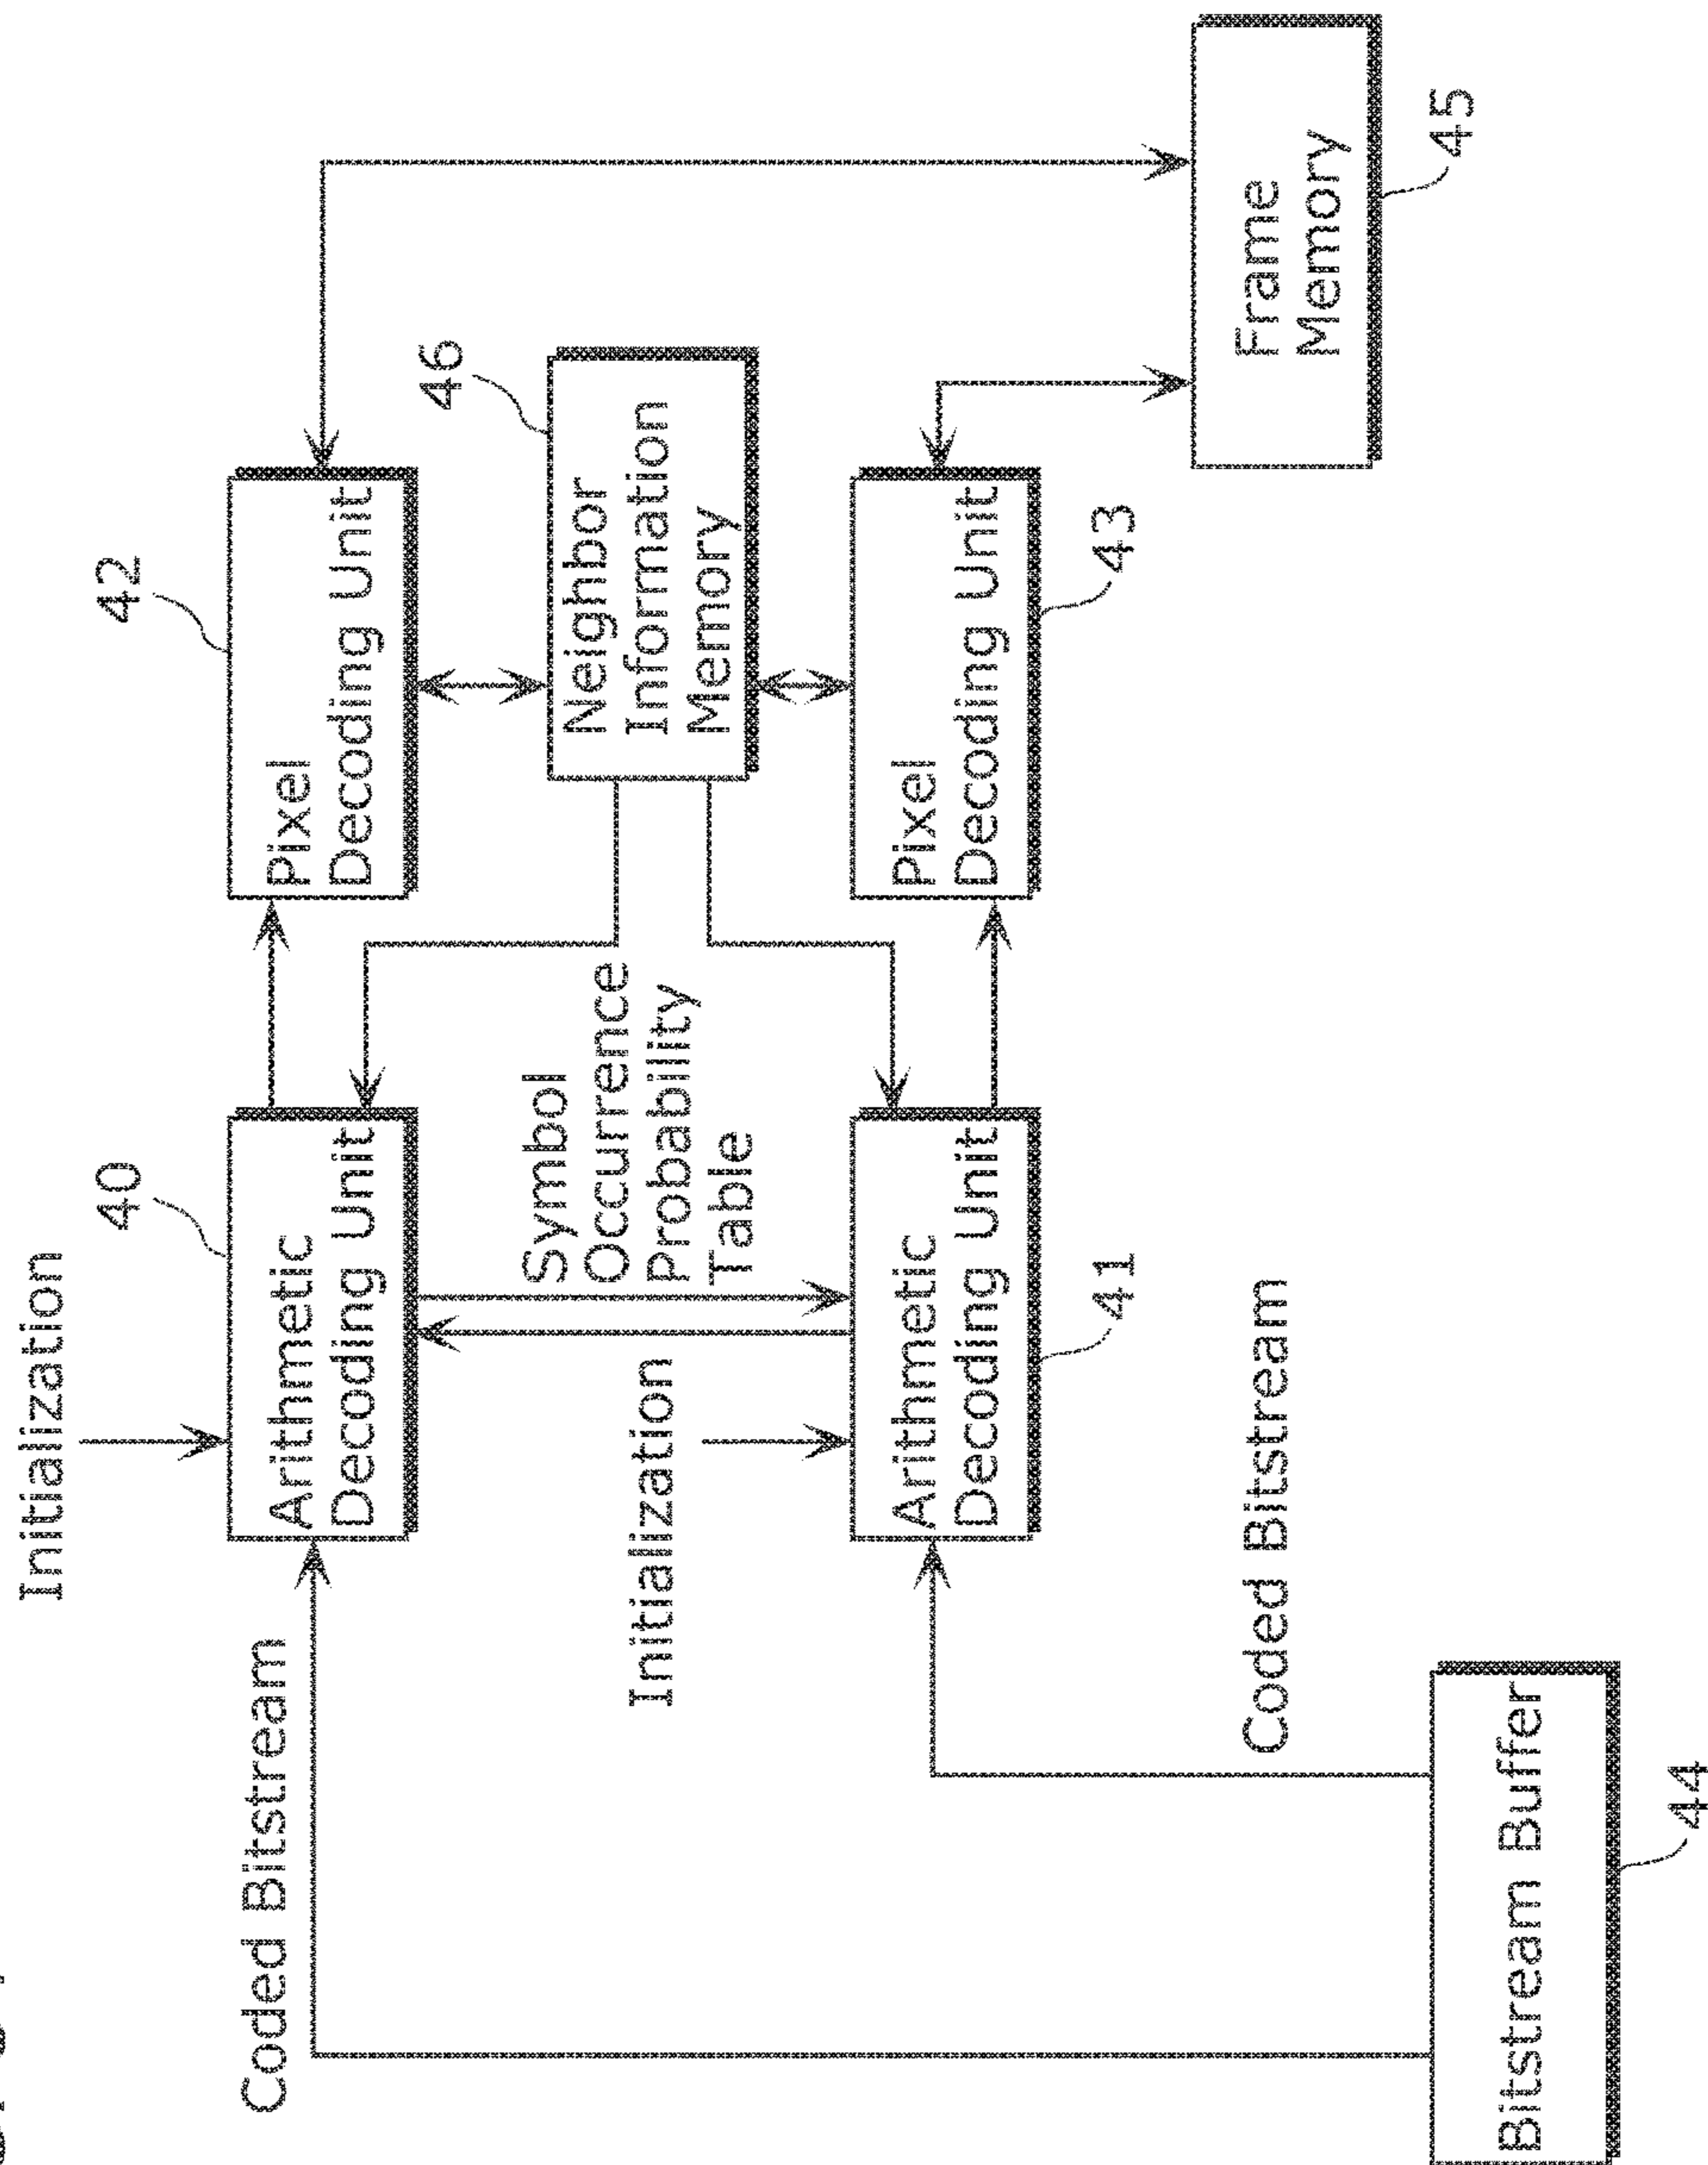 Initialization
40
42
Coded Bitstream
Arithmetic
Decoding Unit
Pixel
Decoding Unit
46
Symbol
Occurrence
Probability
Table
Neighbor
Information
Memory
Initialization
Arithmetic
Decoding Unit
Pixel
Decoding Unit
41
43
Coded Bitstream
Frame
Memory
45
Bitstream Buffer
44